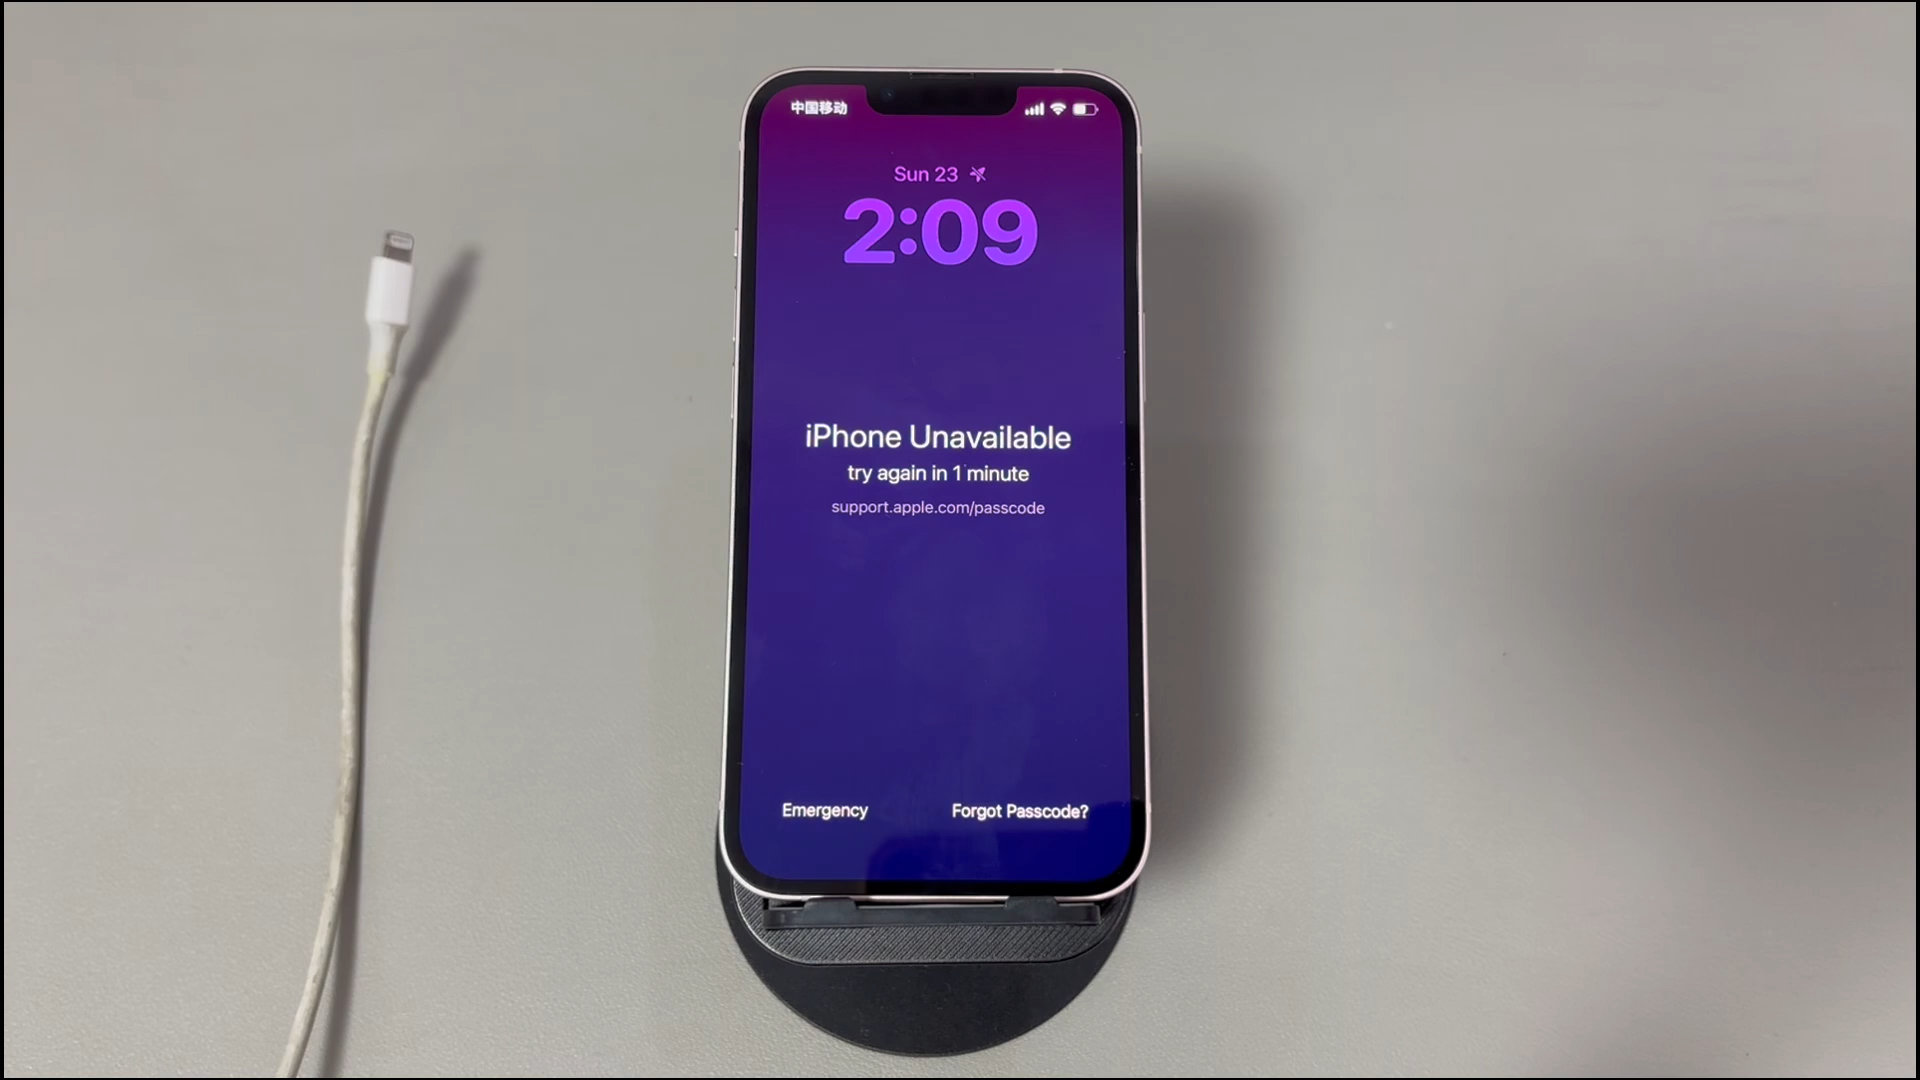 中国移动
Sun 23
2:09
iPhone Unavailable
try again in 1 minute
support.apple.com/passcode
Emergency
Forgot Passcode?